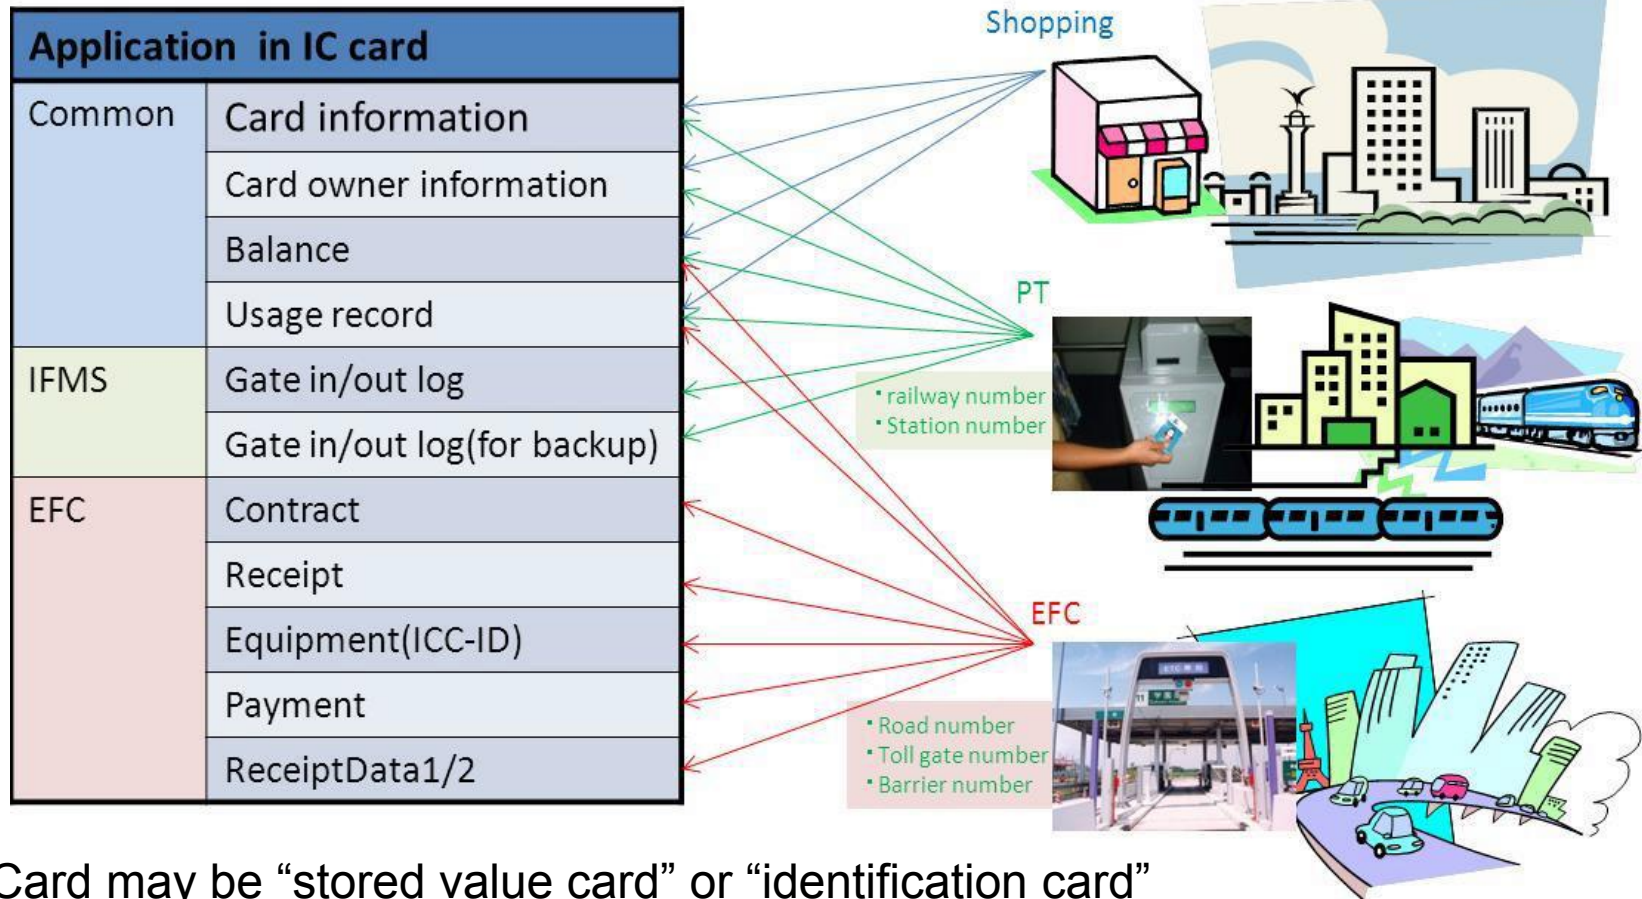 Shopping
Application in IC card
Common
Card information
Card owner information
Balance
Usage record
IFMS
Gate in/out log
Gate in/out log(for backup)
EFC
Contract
Receipt
Equipment(ICC-ID)
Payment
ReceiptData1/2
PT
・railway number
・Station number
EFC
・Road number
・Toll gate number
・Barrier number
Card may be “stored value card” or “identification card”